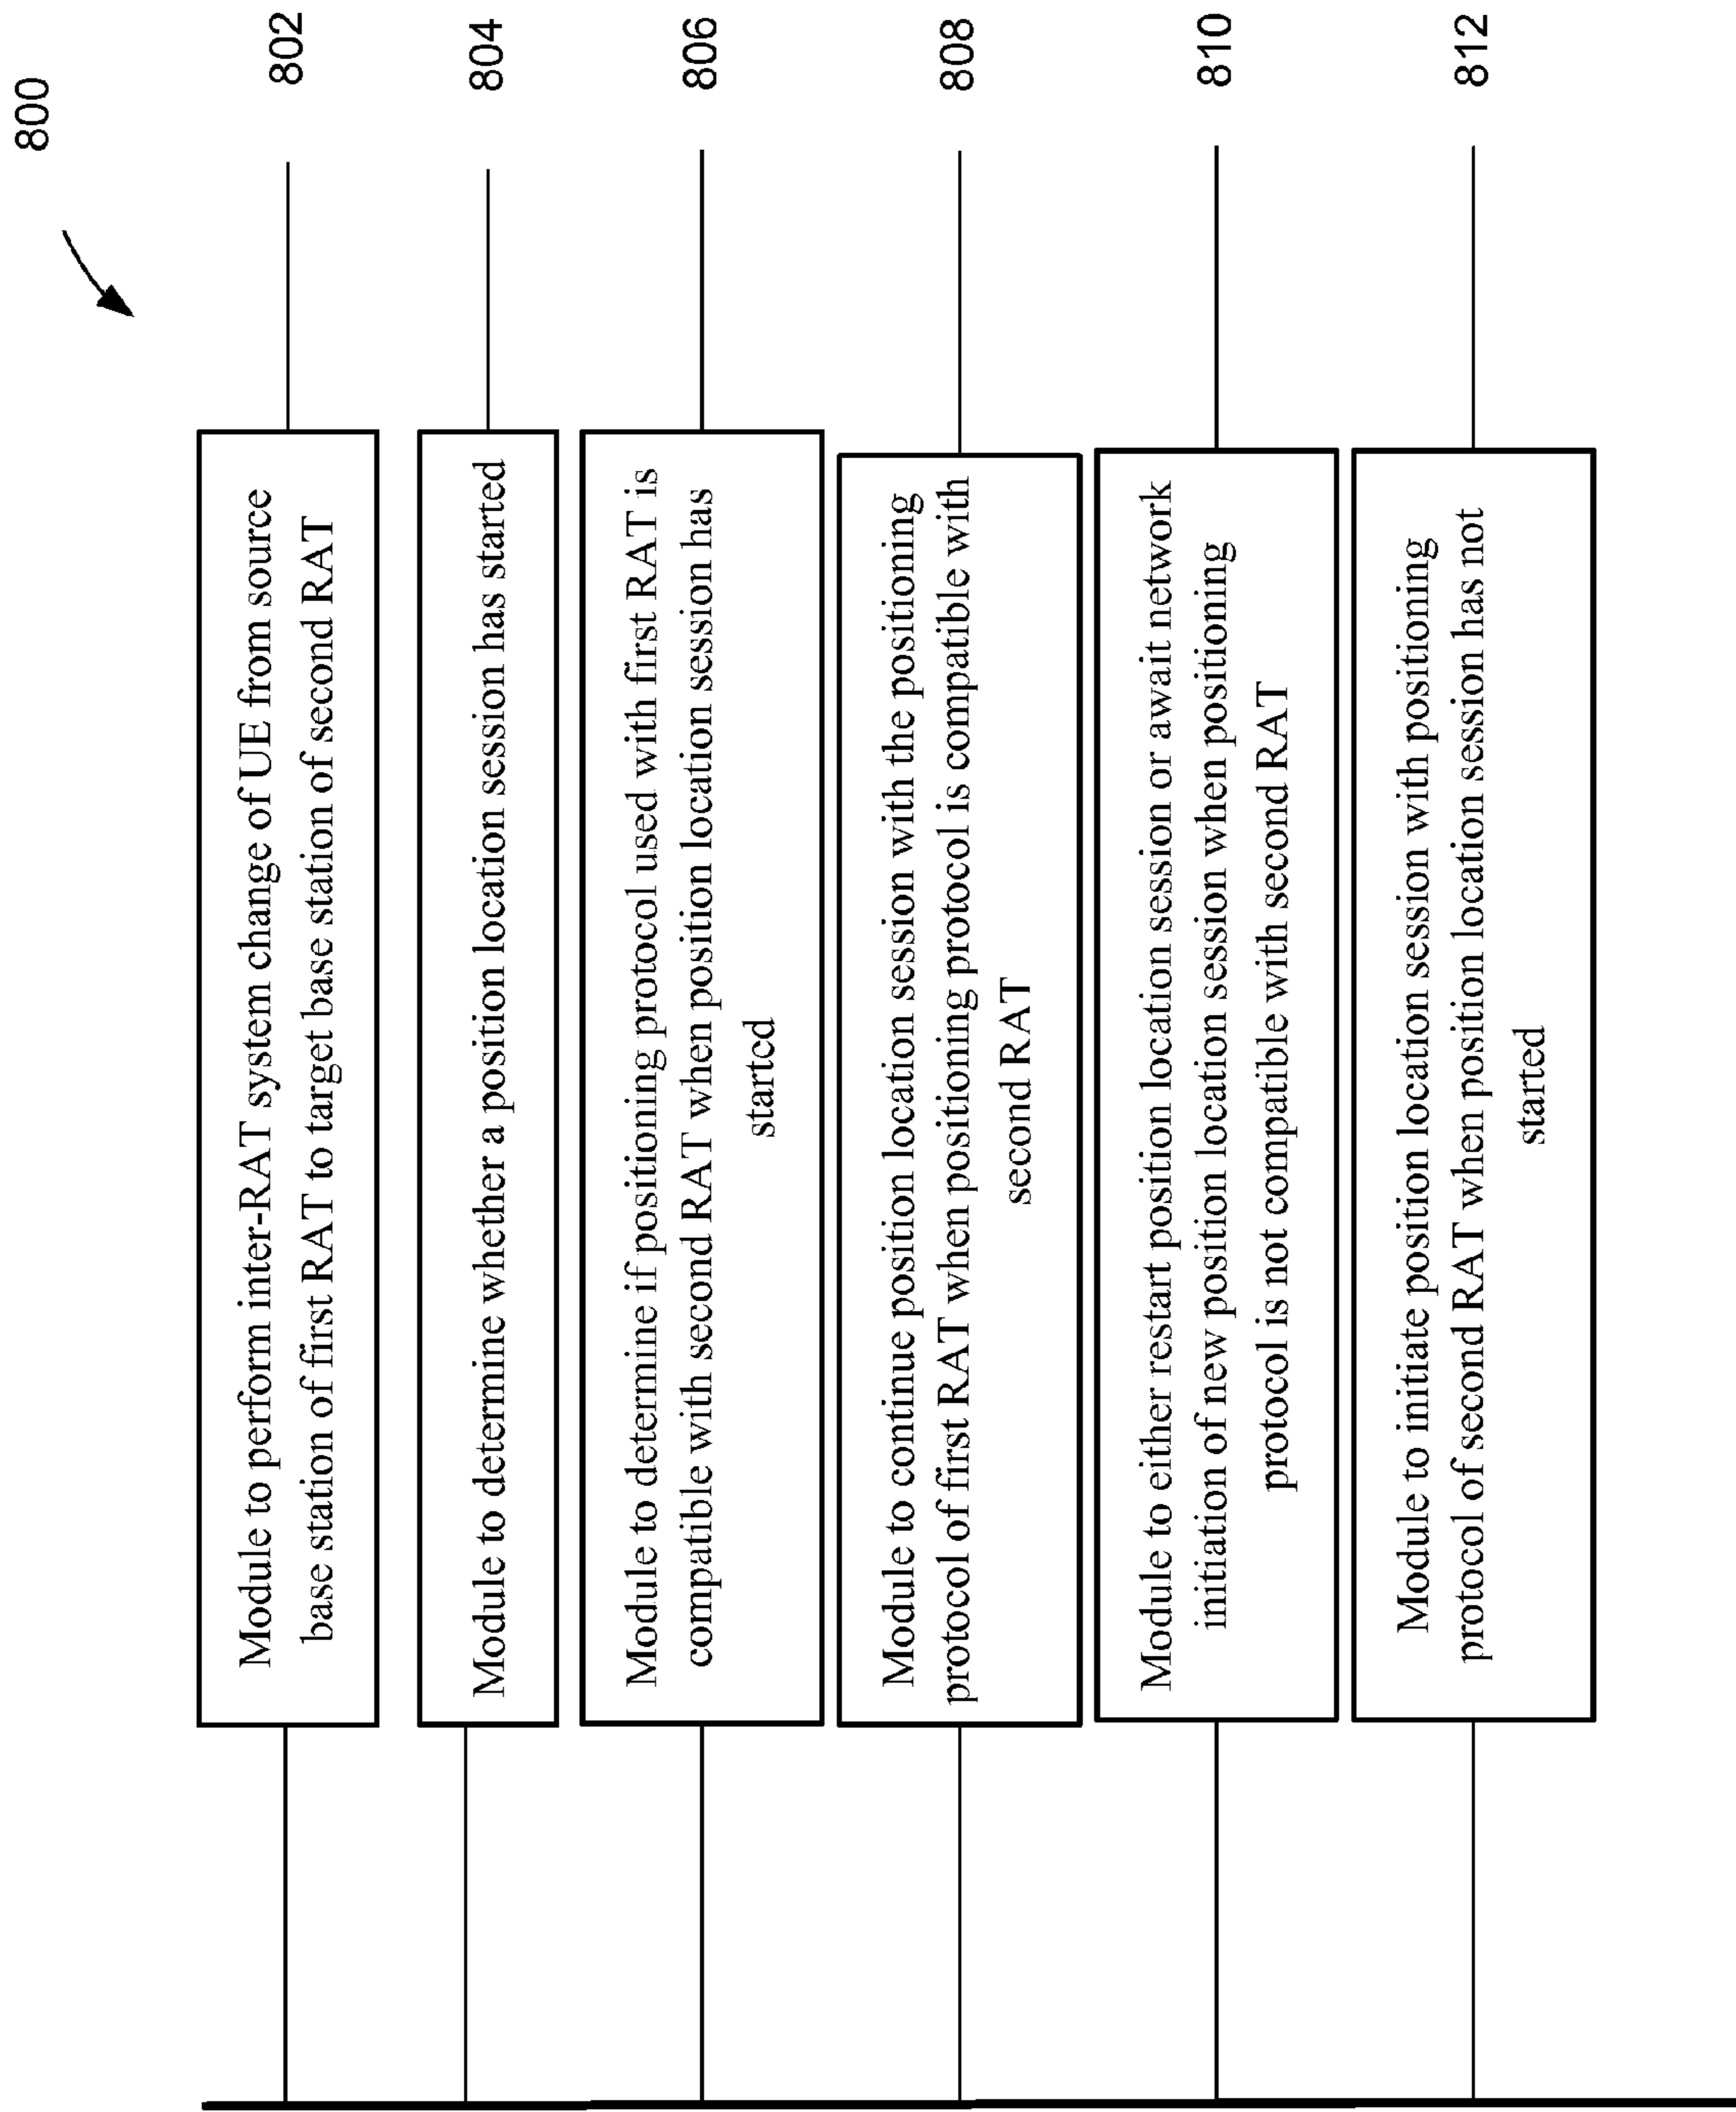 800
Module to perform inter-RAT system change of UE from source
base station of first RAT to target base station of second RAT
802
Module to determine whether a position location session has started
804
Module to determine if positioning protocol used with first RAT is
compatible with second RAT when position location session has
started
806
Module to continue position location session with the positioning
protocol of first RAT when positioning protocol is compatible with
second RAT
808
Module to either restart position location session or await network
initiation of new position location session when positioning
protocol is not compatible with second RAT
810
Module to initiate position location session with positioning
protocol of second RAT when position location session has not
started
812